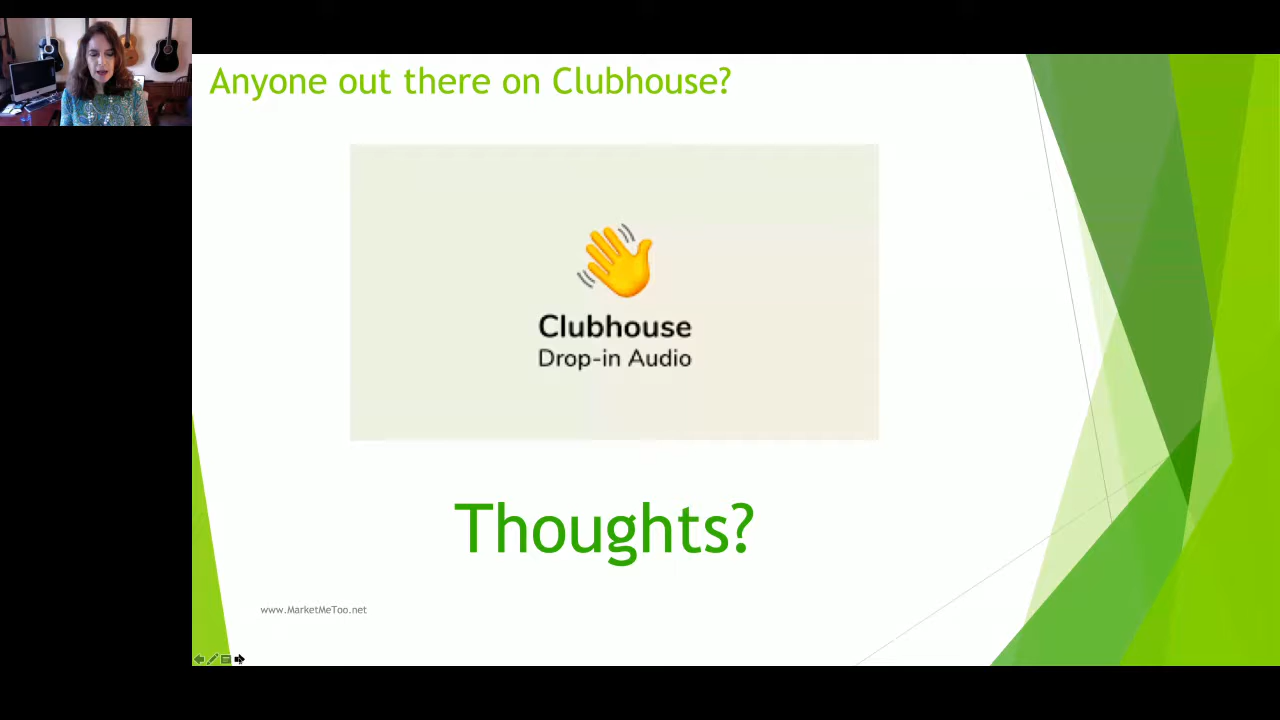 Anyone out there on Clubhouse?
Clubhouse
Drop-in Audio
Thoughts?
www.MarketMeToo.net